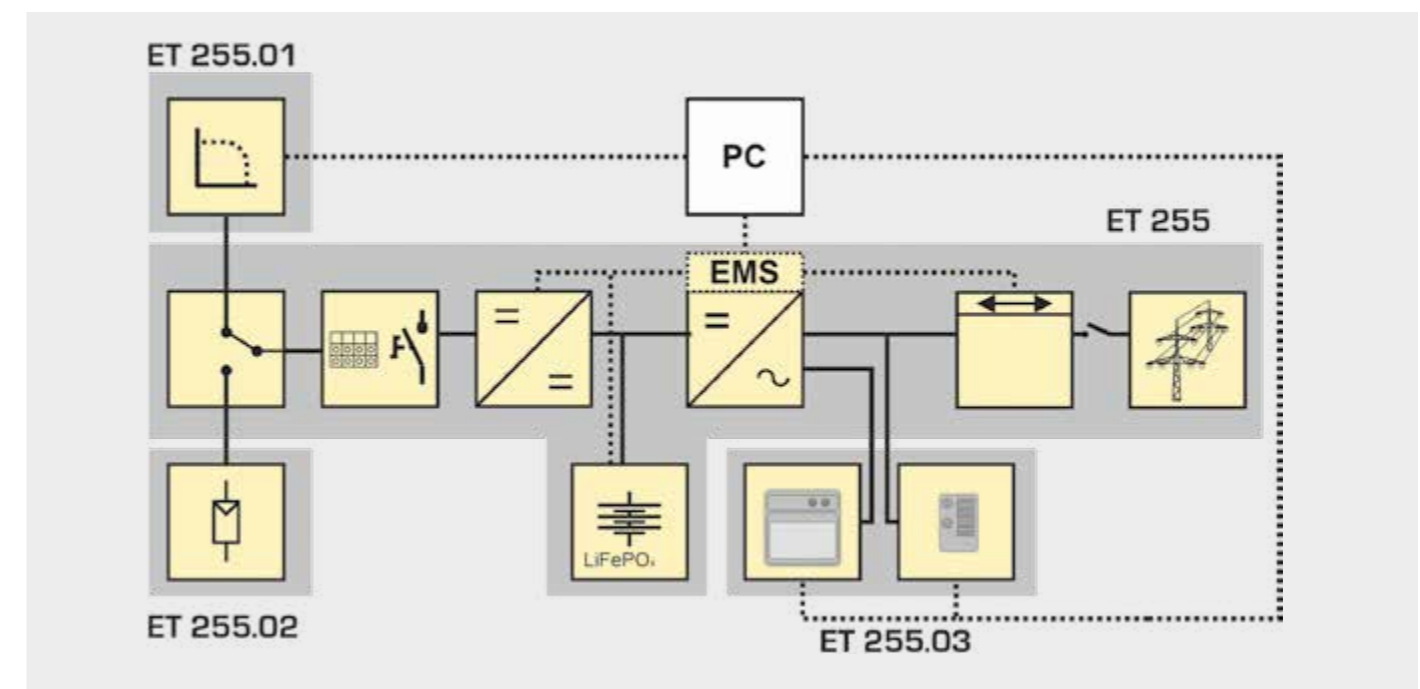 ET 255.01
PC
ET 255
EMS
LiFePO₄
ET 255.02
ET 255.03